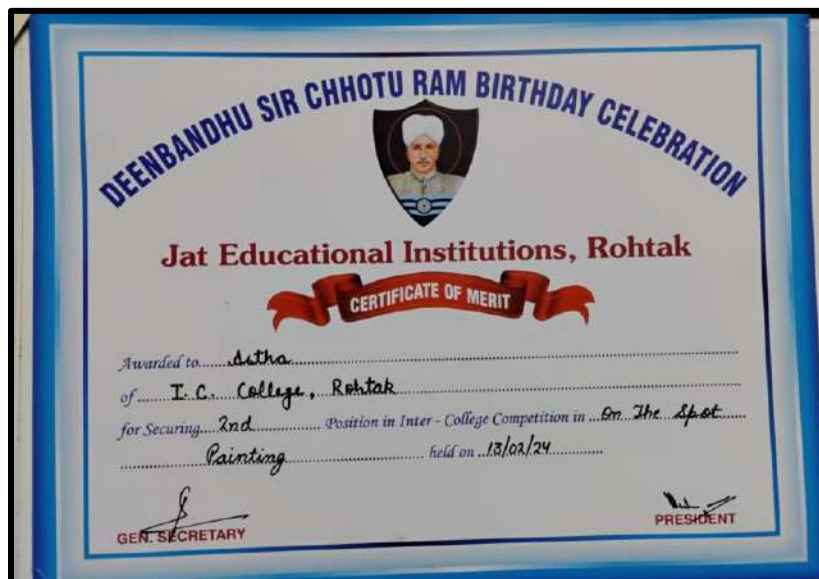 DEENBANDHU SIR CHHOTU RAM BIRTHDAY CELEBRATION
Jat Educational Institutions, Rohtak
CERTIFICATE OF MERIT
Awarded to Astha
of I.C. College, Rohtak
for Securing 2nd Position in Inter - College Competition in On The Spot
Painting held on 13/02/24
GEN. SECRETARY
PRESIDENT